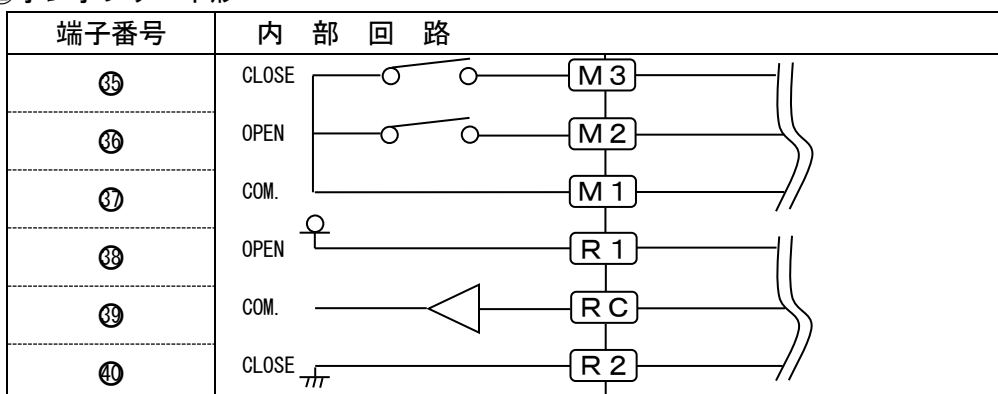 端子番号 内部回路
㉟ CLOSE M3
㊱ OPEN M2
㊲ COM. M1
㊳ OPEN R1
㊴ COM. RC
㊵ CLOSE R2